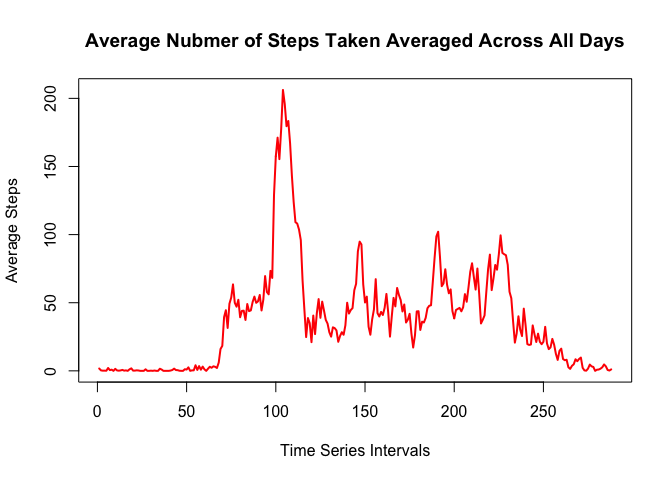 Average Nubmer of Steps Taken Averaged Across All Days
Average Steps
200
150
100
50
0
0 50 100 150 200 250
Time Series Intervals